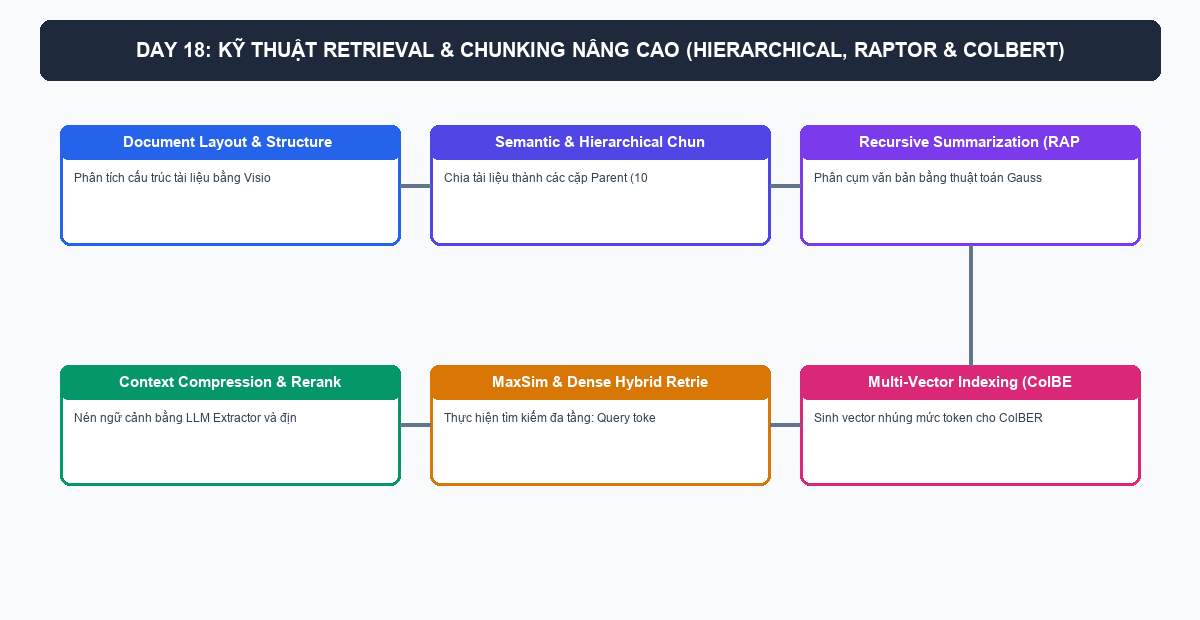 DAY 18: KỸ THUẬT RETRIEVAL & CHUNKING NÂNG CAO (HIERARCHICAL, RAPTOR & COLBERT)
Document Layout & Structure
Phân tích cấu trúc tài liệu bằng Visio
Semantic & Hierarchical Chun
Chia tài liệu thành các cặp Parent (10
Recursive Summarization (RAP
Phân cụm văn bản bằng thuật toán Gauss
Context Compression & Rerank
Nén ngữ cảnh bằng LLM Extractor và địn
MaxSim & Dense Hybrid Retrie
Thực hiện tìm kiếm đa tầng: Query toke
Multi-Vector Indexing (ColBE
Sinh vector nhúng mức token cho ColBER